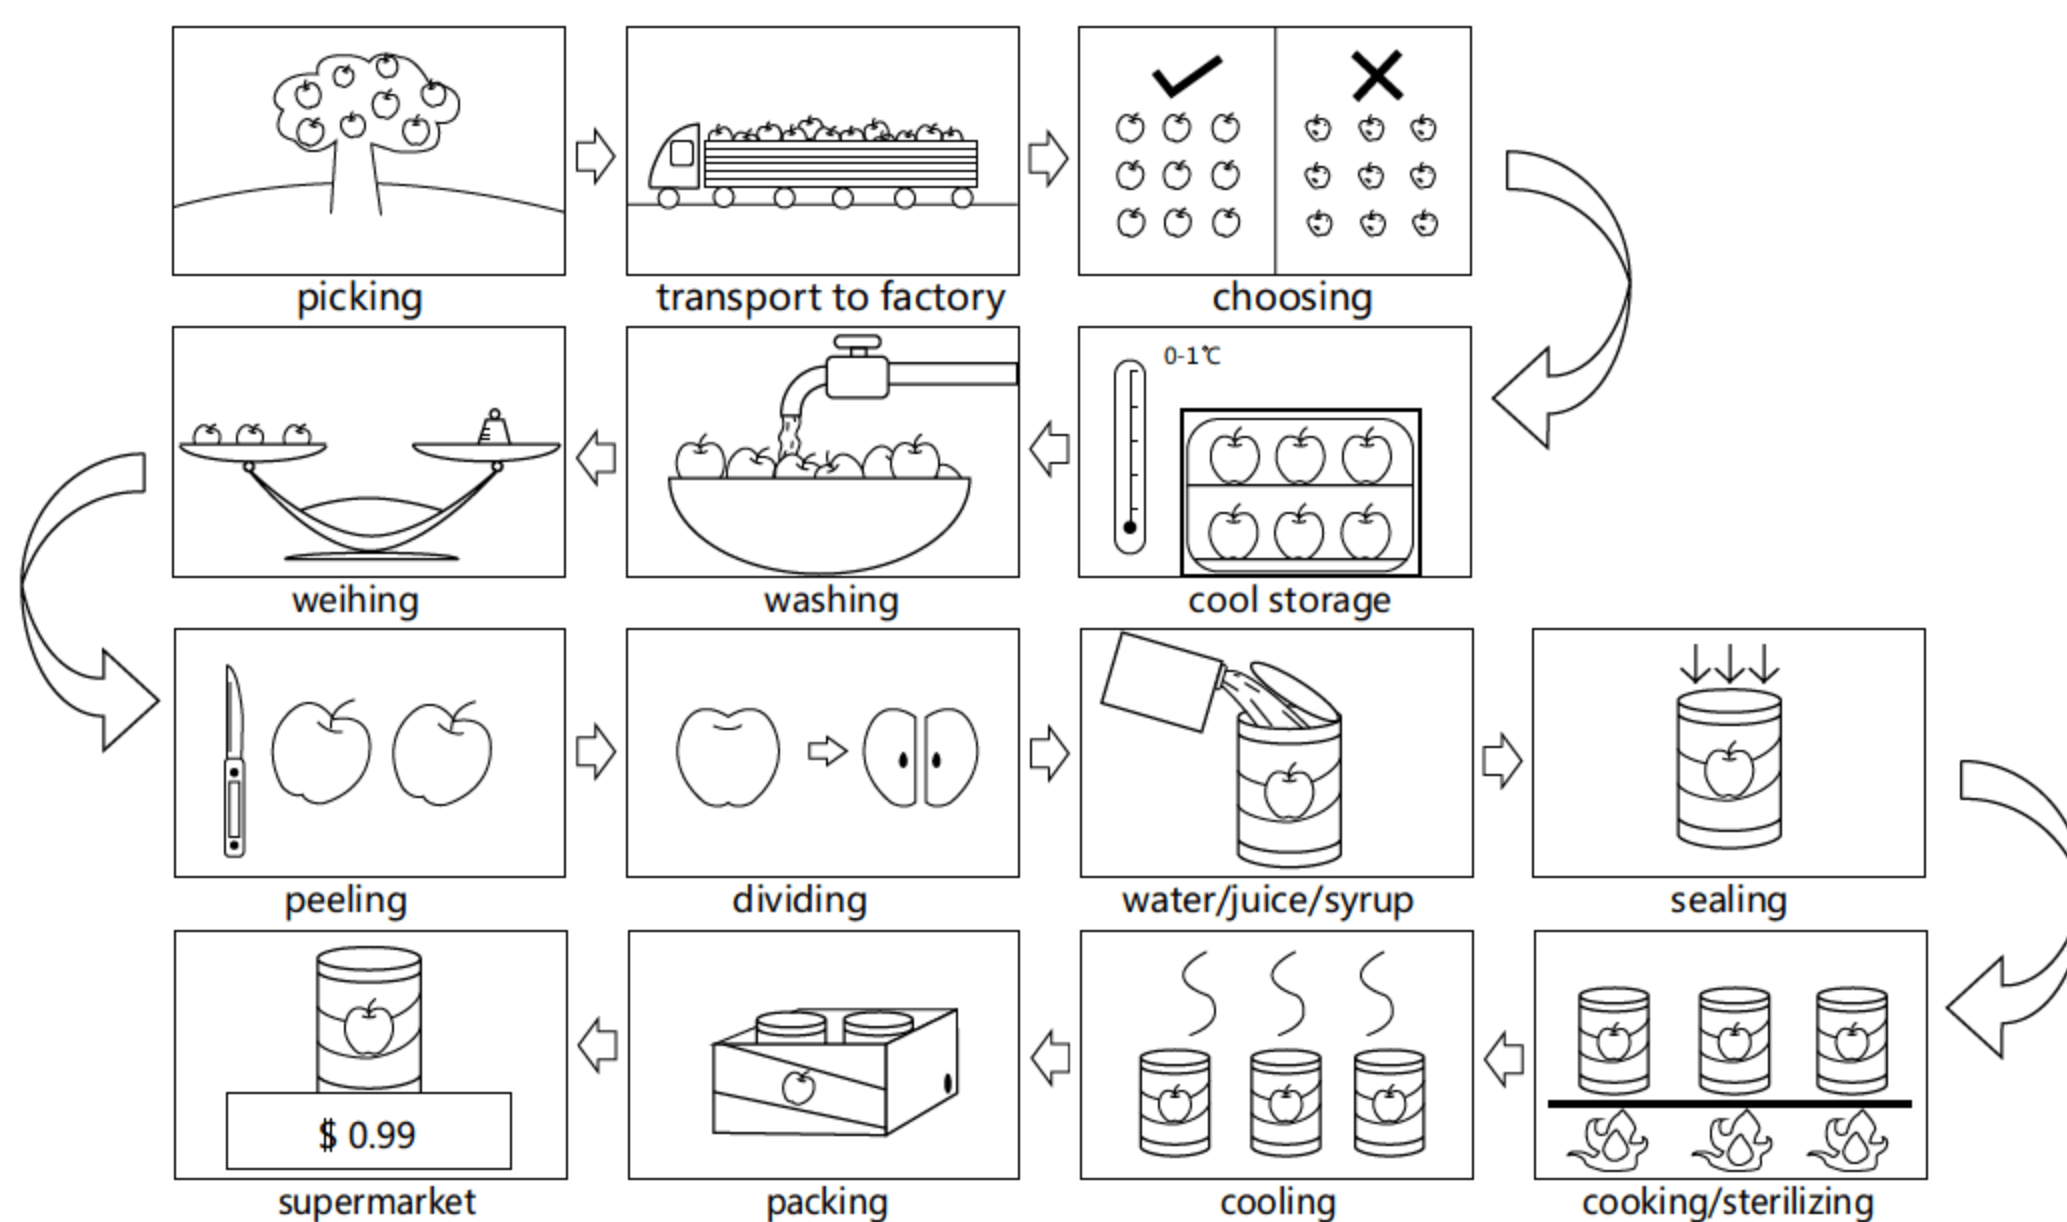 picking
transport to factory
choosing
0-1℃
weihing
washing
cool storage
peeling
dividing
water/juice/syrup
sealing
$ 0.99
supermarket
packing
cooling
cooking/sterilizing